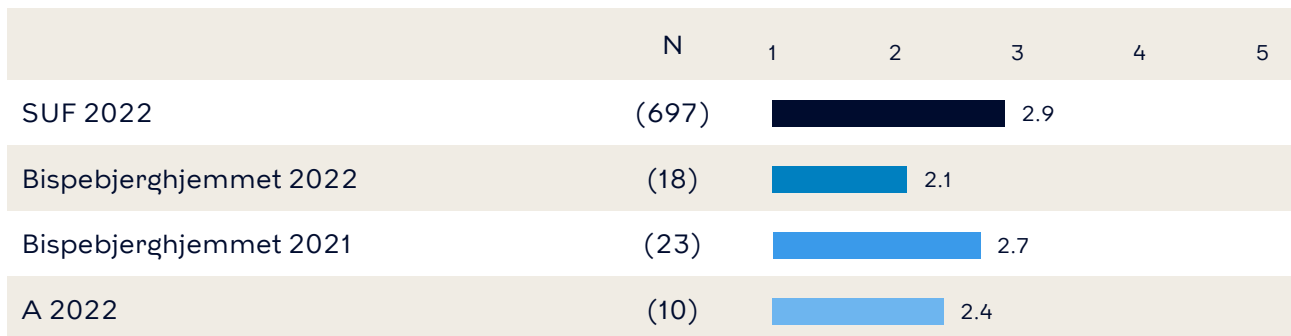 N 1 2 3 4 5
SUF 2022 (697) 2.9
Bispebjerghjemmet 2022 (18) 2.1
Bispebjerghjemmet 2021 (23) 2.7
A 2022 (10) 2.4